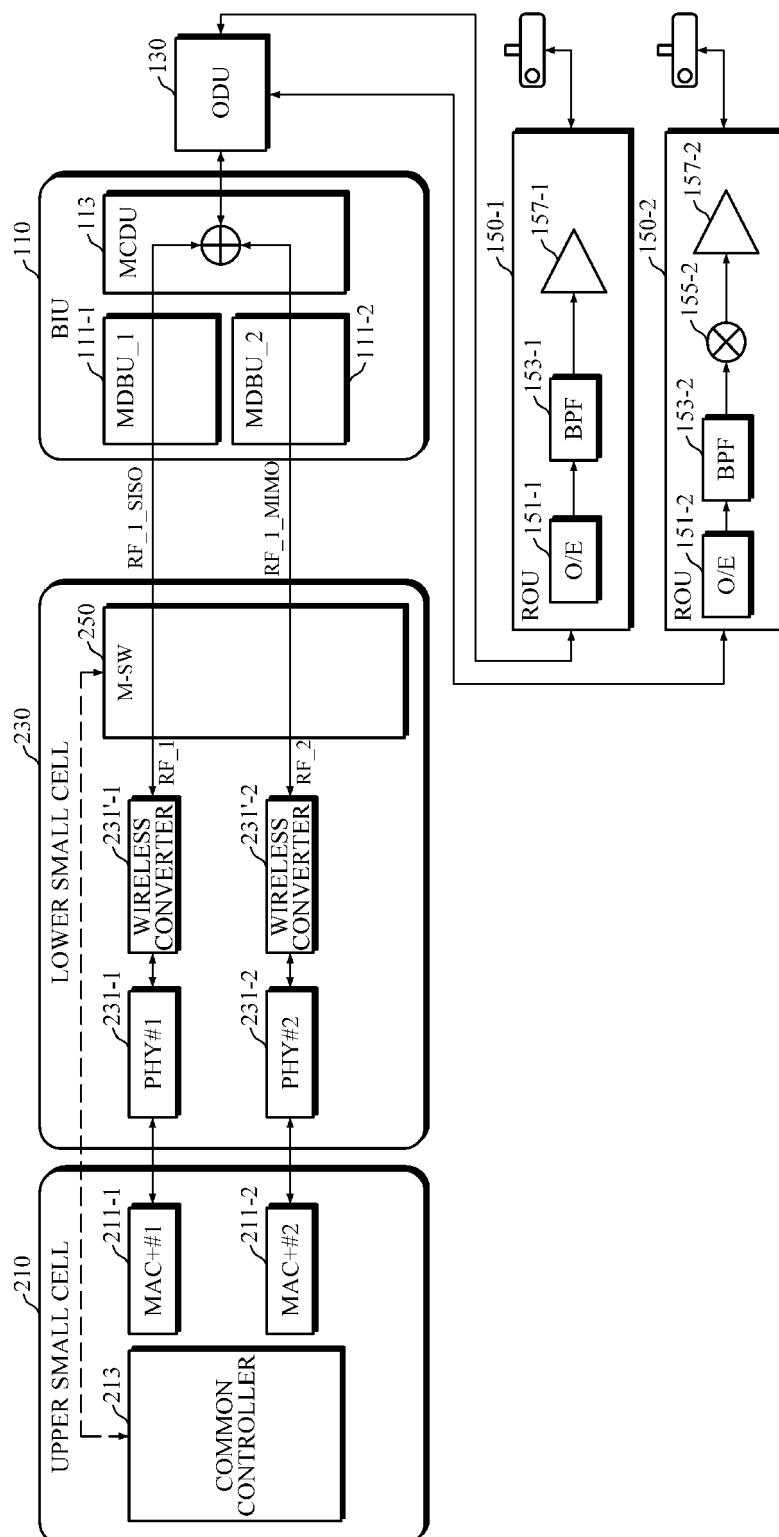 UPPER SMALL CELL
210
213
COMMON
CONTROLLER
211-1
MAC+#1
211-2
MAC+#2
LOWER SMALL CELL
230
231-1
PHY#1
231'-1
WIRELESS
CONVERTER
231-2
PHY#2
231'-2
WIRELESS
CONVERTER
RF_1
RF_2
250
M-SW
RF_1_SISO
RF_1_MIMO
BIU
110
111-1
MDBU_1
MDBU_2
111-2
113
MCDU
130
ODU
ROU
150-1
151-1
O/E
153-1
BPF
157-1
ROU
150-2
151-2
O/E
153-2
BPF
155-2
157-2